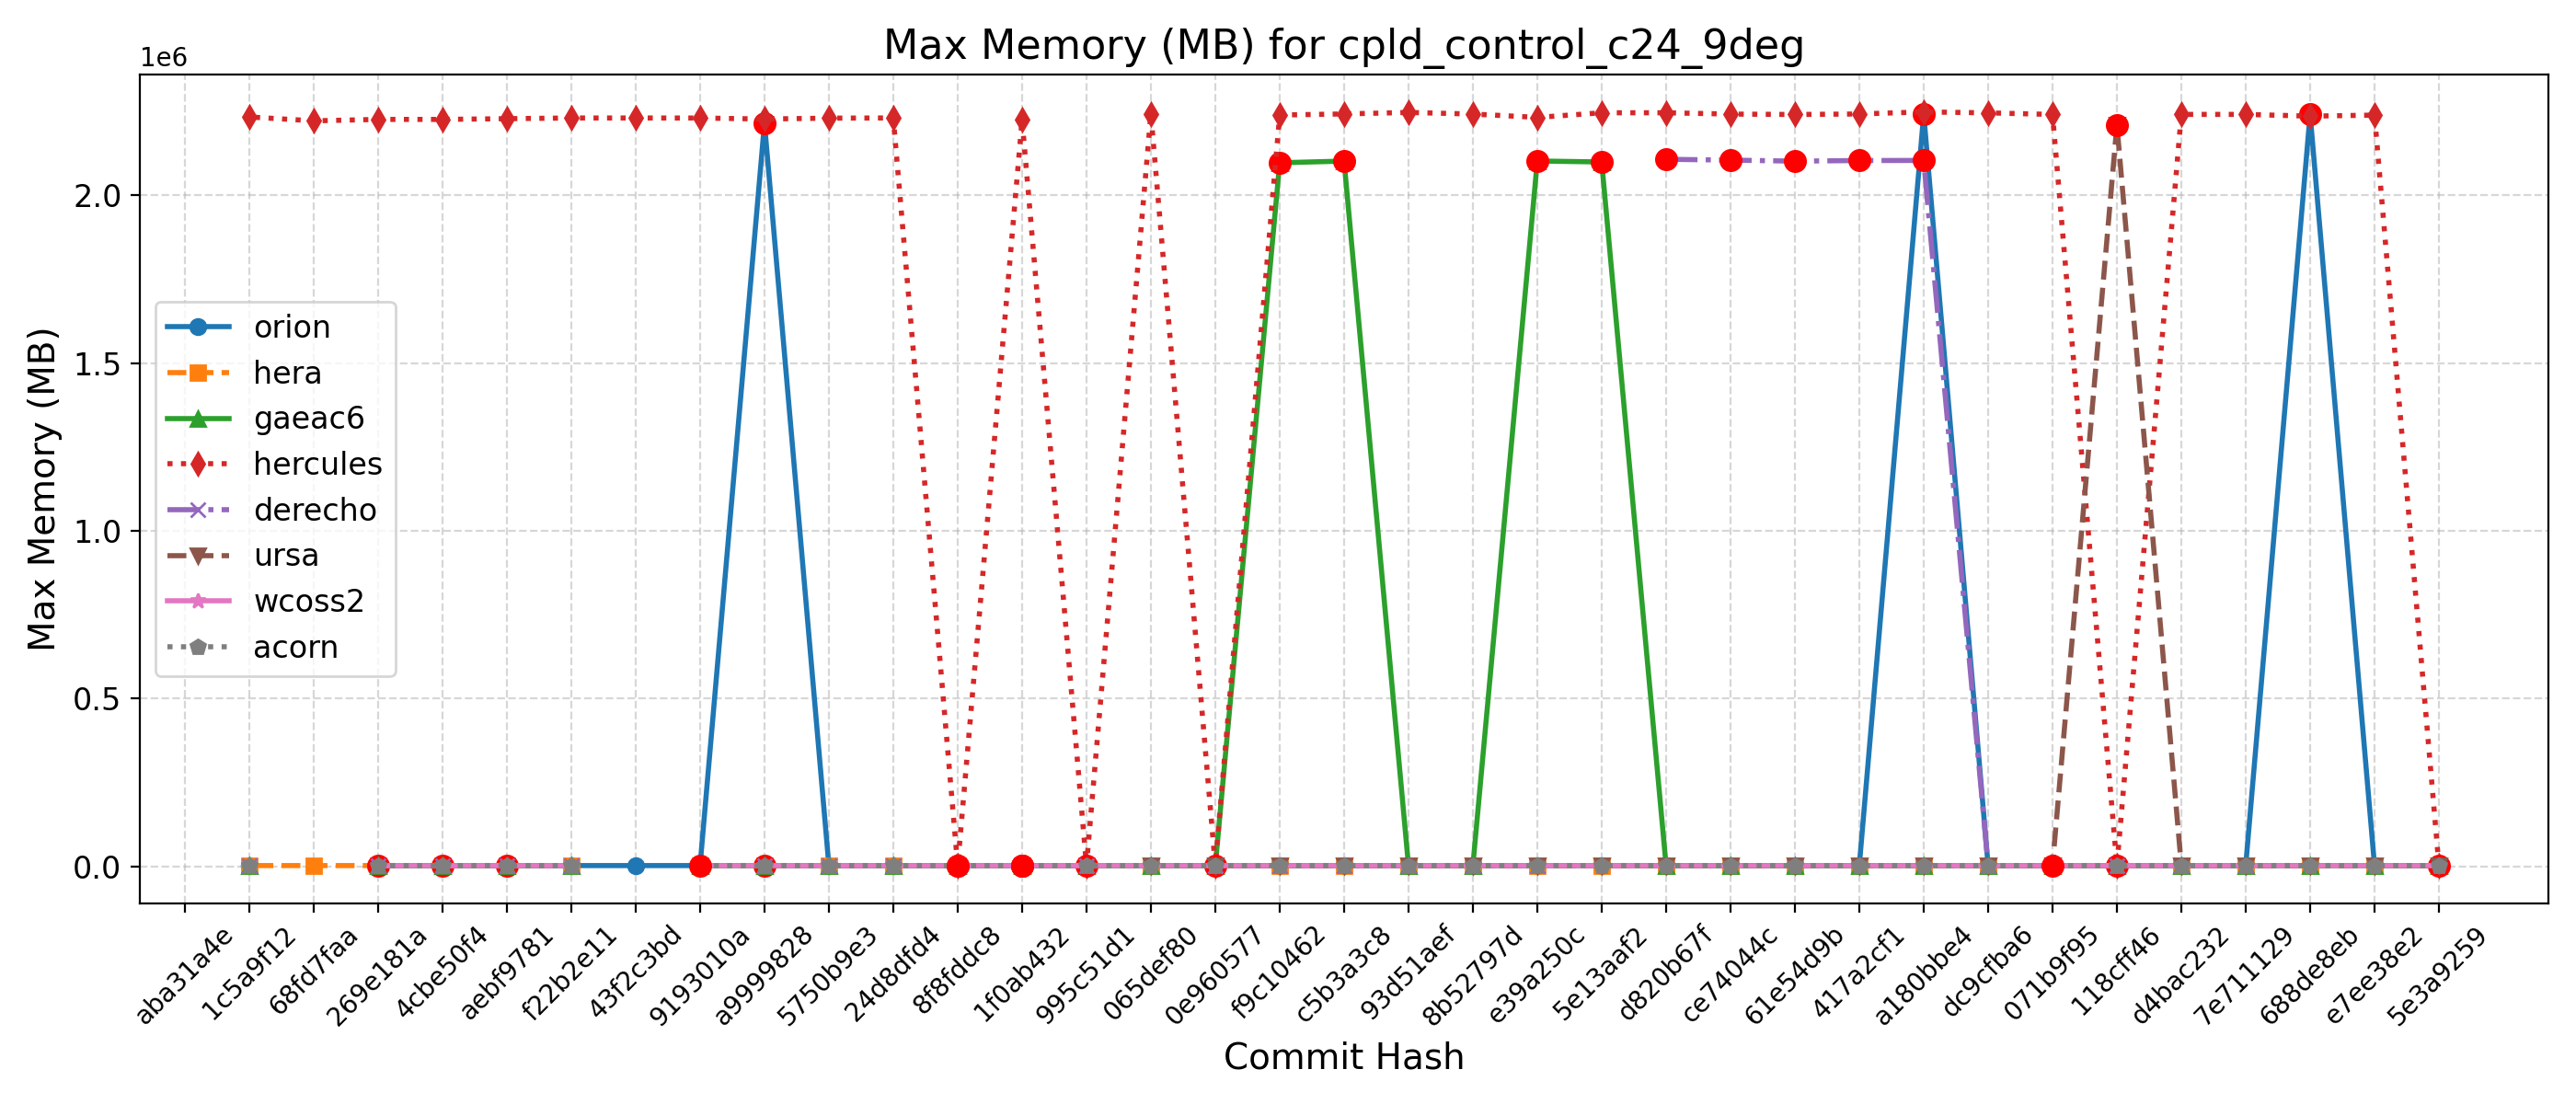 Max Memory (MB) for cpld_control_c24_9deg
1e6
Max Memory (MB)
2.0
1.5
1.0
0.5
0.0
orion
hera
gaeac6
hercules
derecho
ursa
wcoss2
acorn
aba31a4e
1c5a9f12
68fd7faa
269e181a
4cbe50f4
aebf9781
f22b2e11
43f2c3bd
9193010a
a9999828
5750b9e3
24d8dfd4
8f8fddc8
1f0ab432
995c51d1
065def80
0e960577
f9c10462
c5b3a3c8
93d51aef
8b52797d
e39a250c
5e13aaf2
d820b67f
ce74044c
61e54d9b
417a2cf1
a180bbe4
dc9cfba6
071b9f95
118cff46
d4bac232
7e711129
688de8eb
e7ee38e2
5e3a9259
Commit Hash